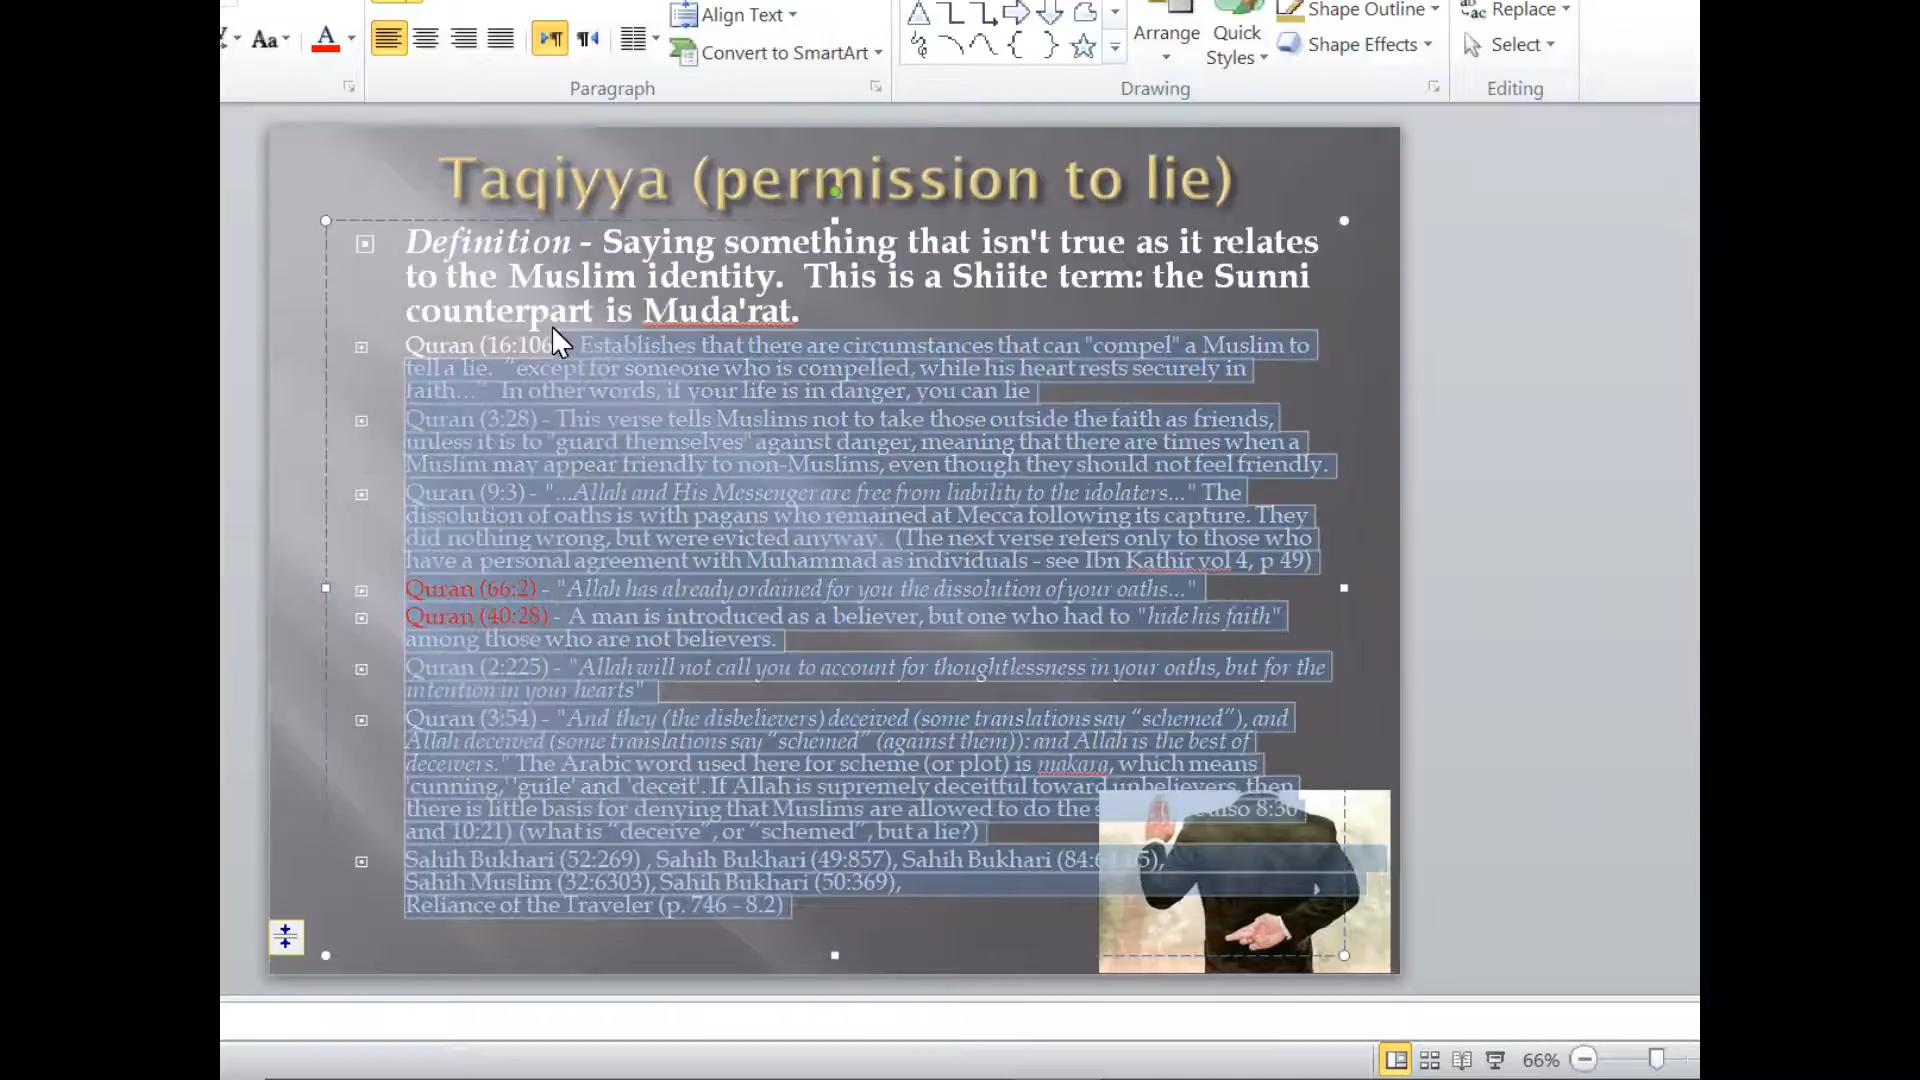 Aa
A
Align Text
Convert to SmartArt
Paragraph
Arrange
Quick
Styles
Shape Outline
Shape Effects
Drawing
Replace
Select
Editing
Taqiyya (permission to lie)
Definition - Saying something that isn't true as it relates
to the Muslim identity.  This is a Shiite term: the Sunni
counterpart is Muda'rat.
Quran (16:106 Establishes that there are circumstances that can "compel" a Muslim to
tell a lie.  "except for someone who is compelled, while his heart rests securely in
faith…"  In other words, if your life is in danger, you can lie
Quran (3:28) - This verse tells Muslims not to take those outside the faith as friends,
unless it is to "guard themselves" against danger, meaning that there are times when a
Muslim may appear friendly to non-Muslims, even though they should not feel friendly.
Quran (9:3) - "...Allah and His Messenger are free from liability to the idolaters..." The
dissolution of oaths is with pagans who remained at Mecca following its capture. They
did nothing wrong, but were evicted anyway.  (The next verse refers only to those who
have a personal agreement with Muhammad as individuals - see Ibn Kathir vol 4, p 49)
Quran (66:2) - "Allah has already ordained for you the dissolution of your oaths..."
Quran (40:28) - A man is introduced as a believer, but one who had to "hide his faith"
among those who are not believers.
Quran (2:225) - "Allah will not call you to account for thoughtlessness in your oaths, but for the
intention in your hearts"
Quran (3:54) - "And they (the disbelievers) deceived (some translations say “schemed”), and
Allah deceived (some translations say “schemed” (against them)): and Allah is the best of
deceivers." The Arabic word used here for scheme (or plot) is makara, which means
'cunning,' 'guile' and 'deceit'. If Allah is supremely deceitful toward unbelievers, then
there is little basis for denying that Muslims are allowed to do the also 8:30
and 10:21) (what is “deceive”, or “schemed”, but a lie?)
Sahih Bukhari (52:269) , Sahih Bukhari (49:857), Sahih Bukhari
Sahih Muslim (32:6303), Sahih Bukhari (50:369),
Reliance of the Traveler (p. 746 - 8.2)
66%